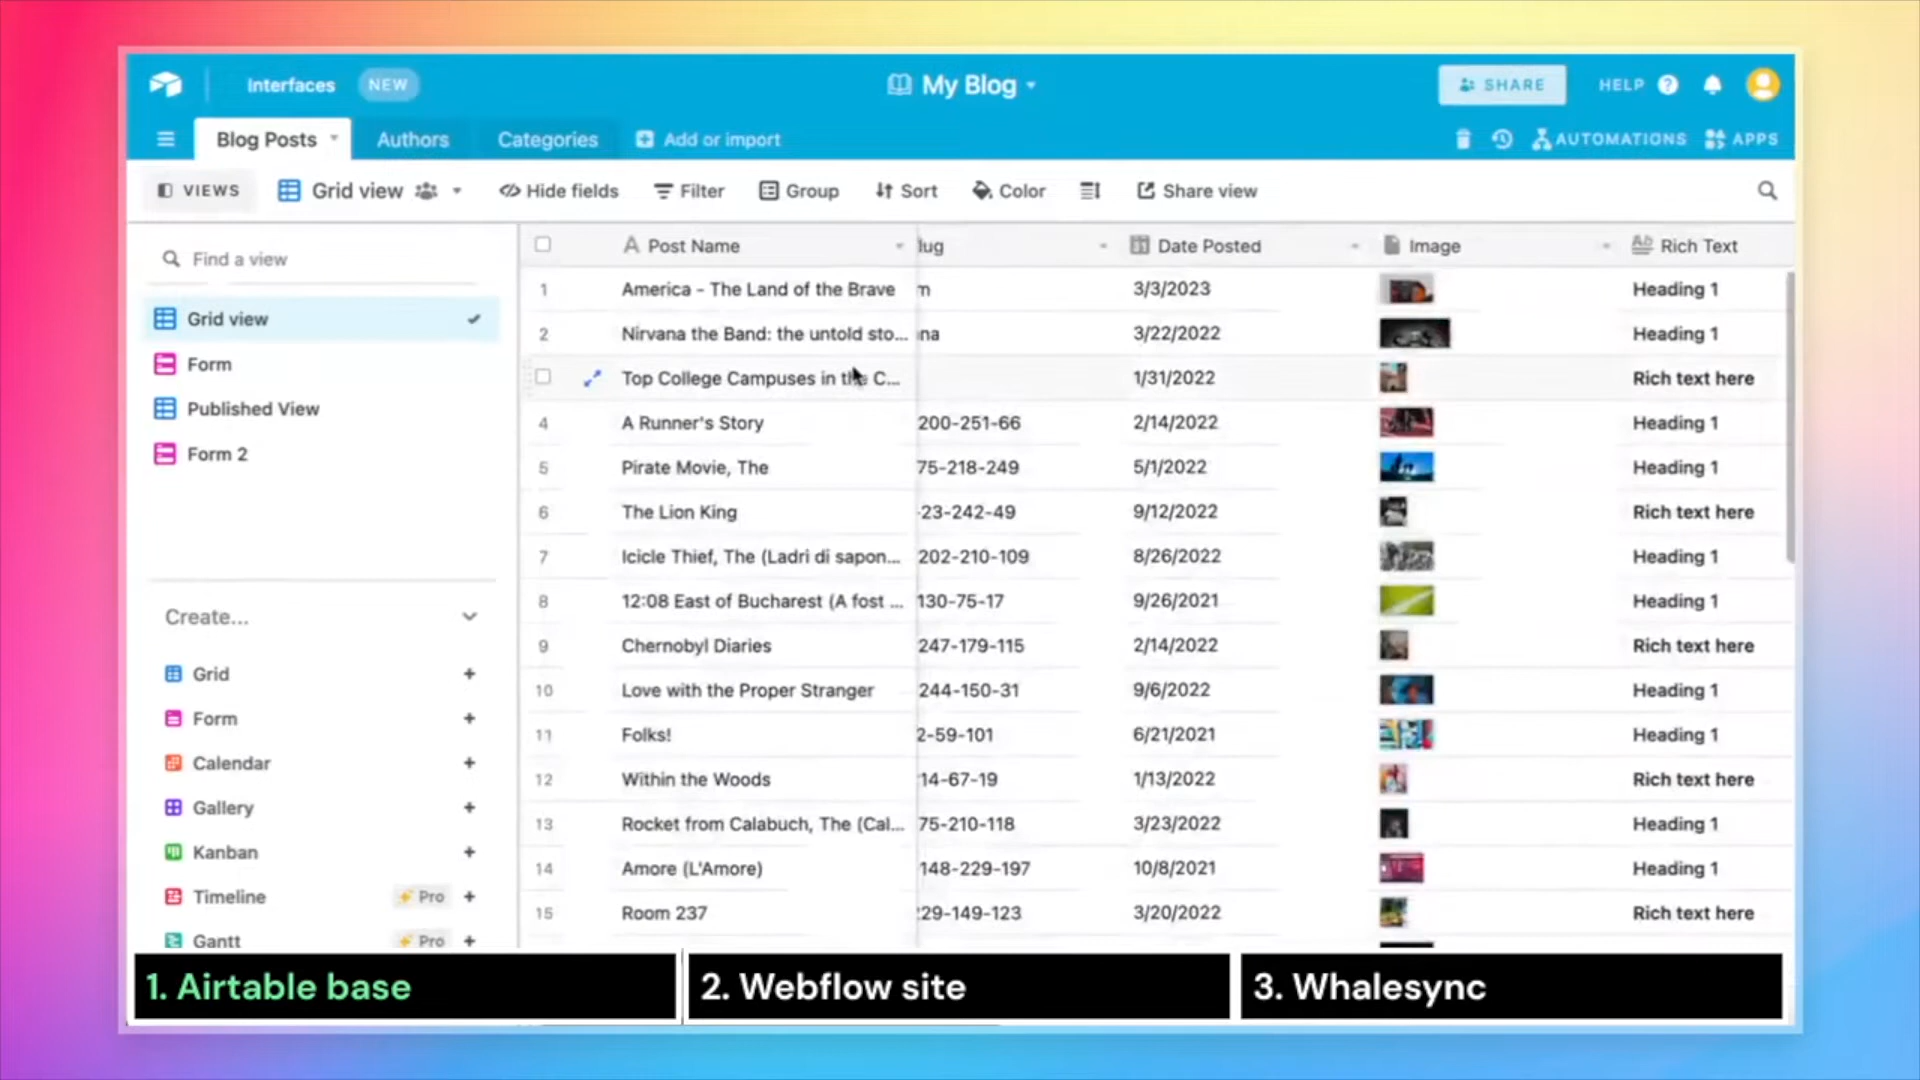 Interfaces NEW My Blog SHARE HELP ?
Blog Posts Authors Categories Add or import AUTOMATIONS APPS
VIEWS Grid view Hide fields Filter Group Sort Color Share view
Find a view
Grid view
Form
Published View
Form 2
Create...
Grid +
Form +
Calendar +
Gallery +
Kanban +
Timeline Pro +
Gantt Pro +
A Post Name lug Date Posted Image Rich Text
1 America - The Land of the Brave 3/3/2023 Heading 1
2 Nirvana the Band: the untold sto... na 3/22/2022 Heading 1
Top College Campuses in the C... 1/31/2022 Rich text here
4 A Runner's Story 200-251-66 2/14/2022 Heading 1
5 Pirate Movie, The 75-218-249 5/1/2022 Heading 1
6 The Lion King 23-242-49 9/12/2022 Rich text here
7 Icicle Thief, The (Ladri di sapon... 202-210-109 8/26/2022 Heading 1
8 12:08 East of Bucharest (A fost ... 130-75-17 9/26/2021 Heading 1
9 Chernobyl Diaries 247-179-115 2/14/2022 Rich text here
10 Love with the Proper Stranger 244-150-31 9/6/2022 Heading 1
11 Folks! 2-59-101 6/21/2021 Heading 1
12 Within the Woods 14-67-19 1/13/2022 Rich text here
13 Rocket from Calabuch, The (Cal... 75-210-118 3/23/2022 Heading 1
14 Amore (L'Amore) 148-229-197 10/8/2021 Heading 1
15 Room 237 29-149-123 3/20/2022 Rich text here
1. Airtable base
2. Webflow site
3. Whalesync